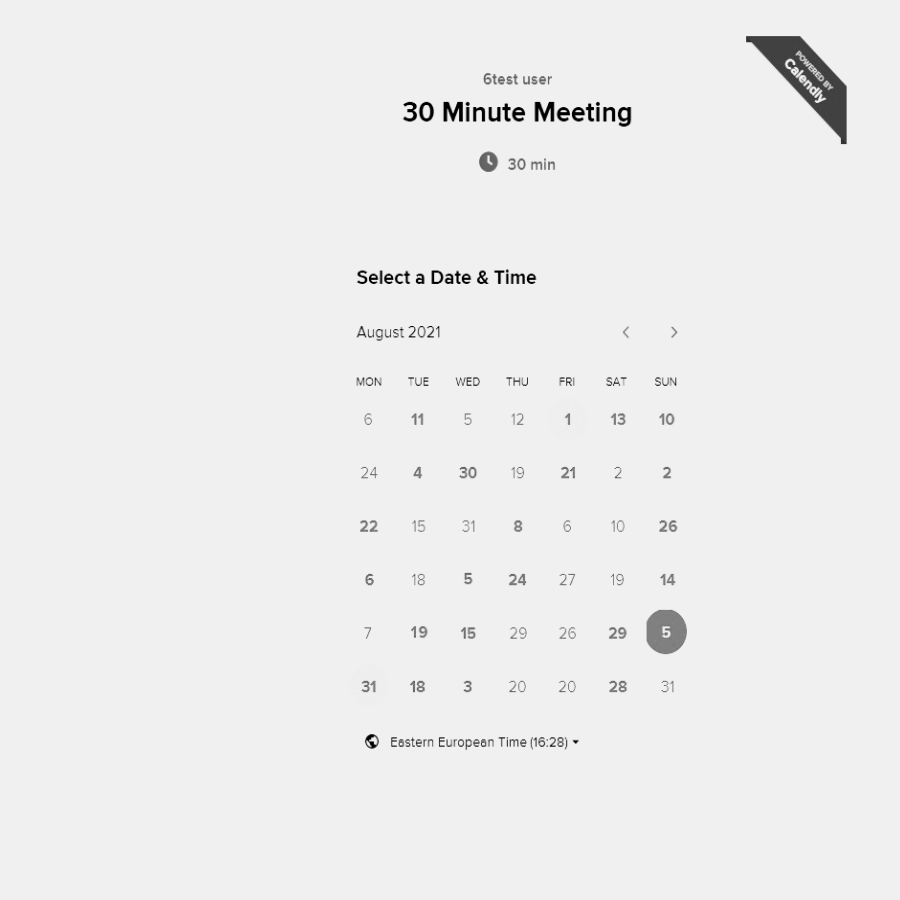 POWERED BY
Calendly
6test user
30 Minute Meeting
30 min
Select a Date & Time
August 2021
MON TUE WED THU FRI SAT SUN
6 11 5 12 1 13 10
24 4 30 19 21 2 2
22 15 31 8 6 10 26
6 18 5 24 27 19 14
7 19 15 29 26 29 5
31 18 3 20 20 28 31
Eastern European Time (16:28)